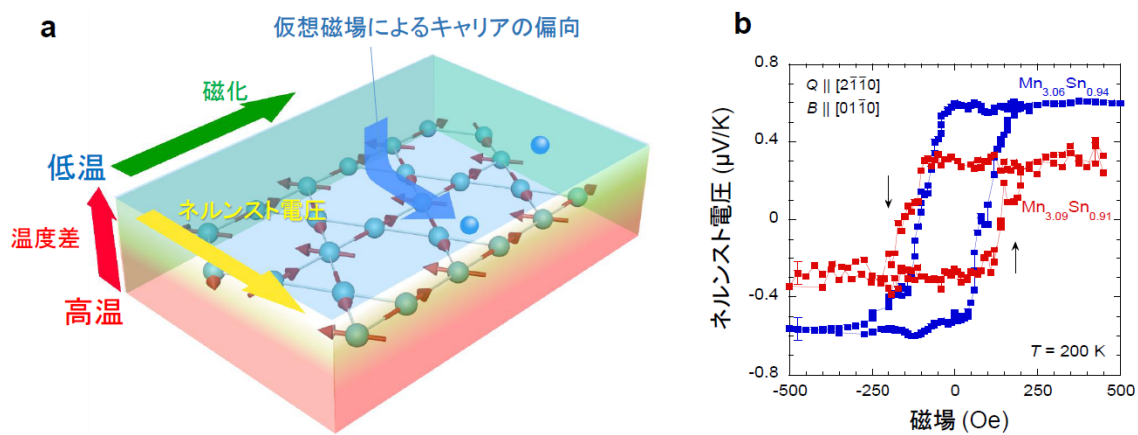 a
仮想磁場によるキャリアの偏向
磁化
低温
温度差
高温
ネルンスト電圧
b
ネルンスト電圧 (μV/K)
0.8
0.4
0
-0.4
-0.8
Q || [2̄1̄10]
B || [011̄0]
Mn3.06Sn0.94
Mn3.09Sn0.91
T = 200 K
-500
-250
0
250
500
磁場 (Oe)